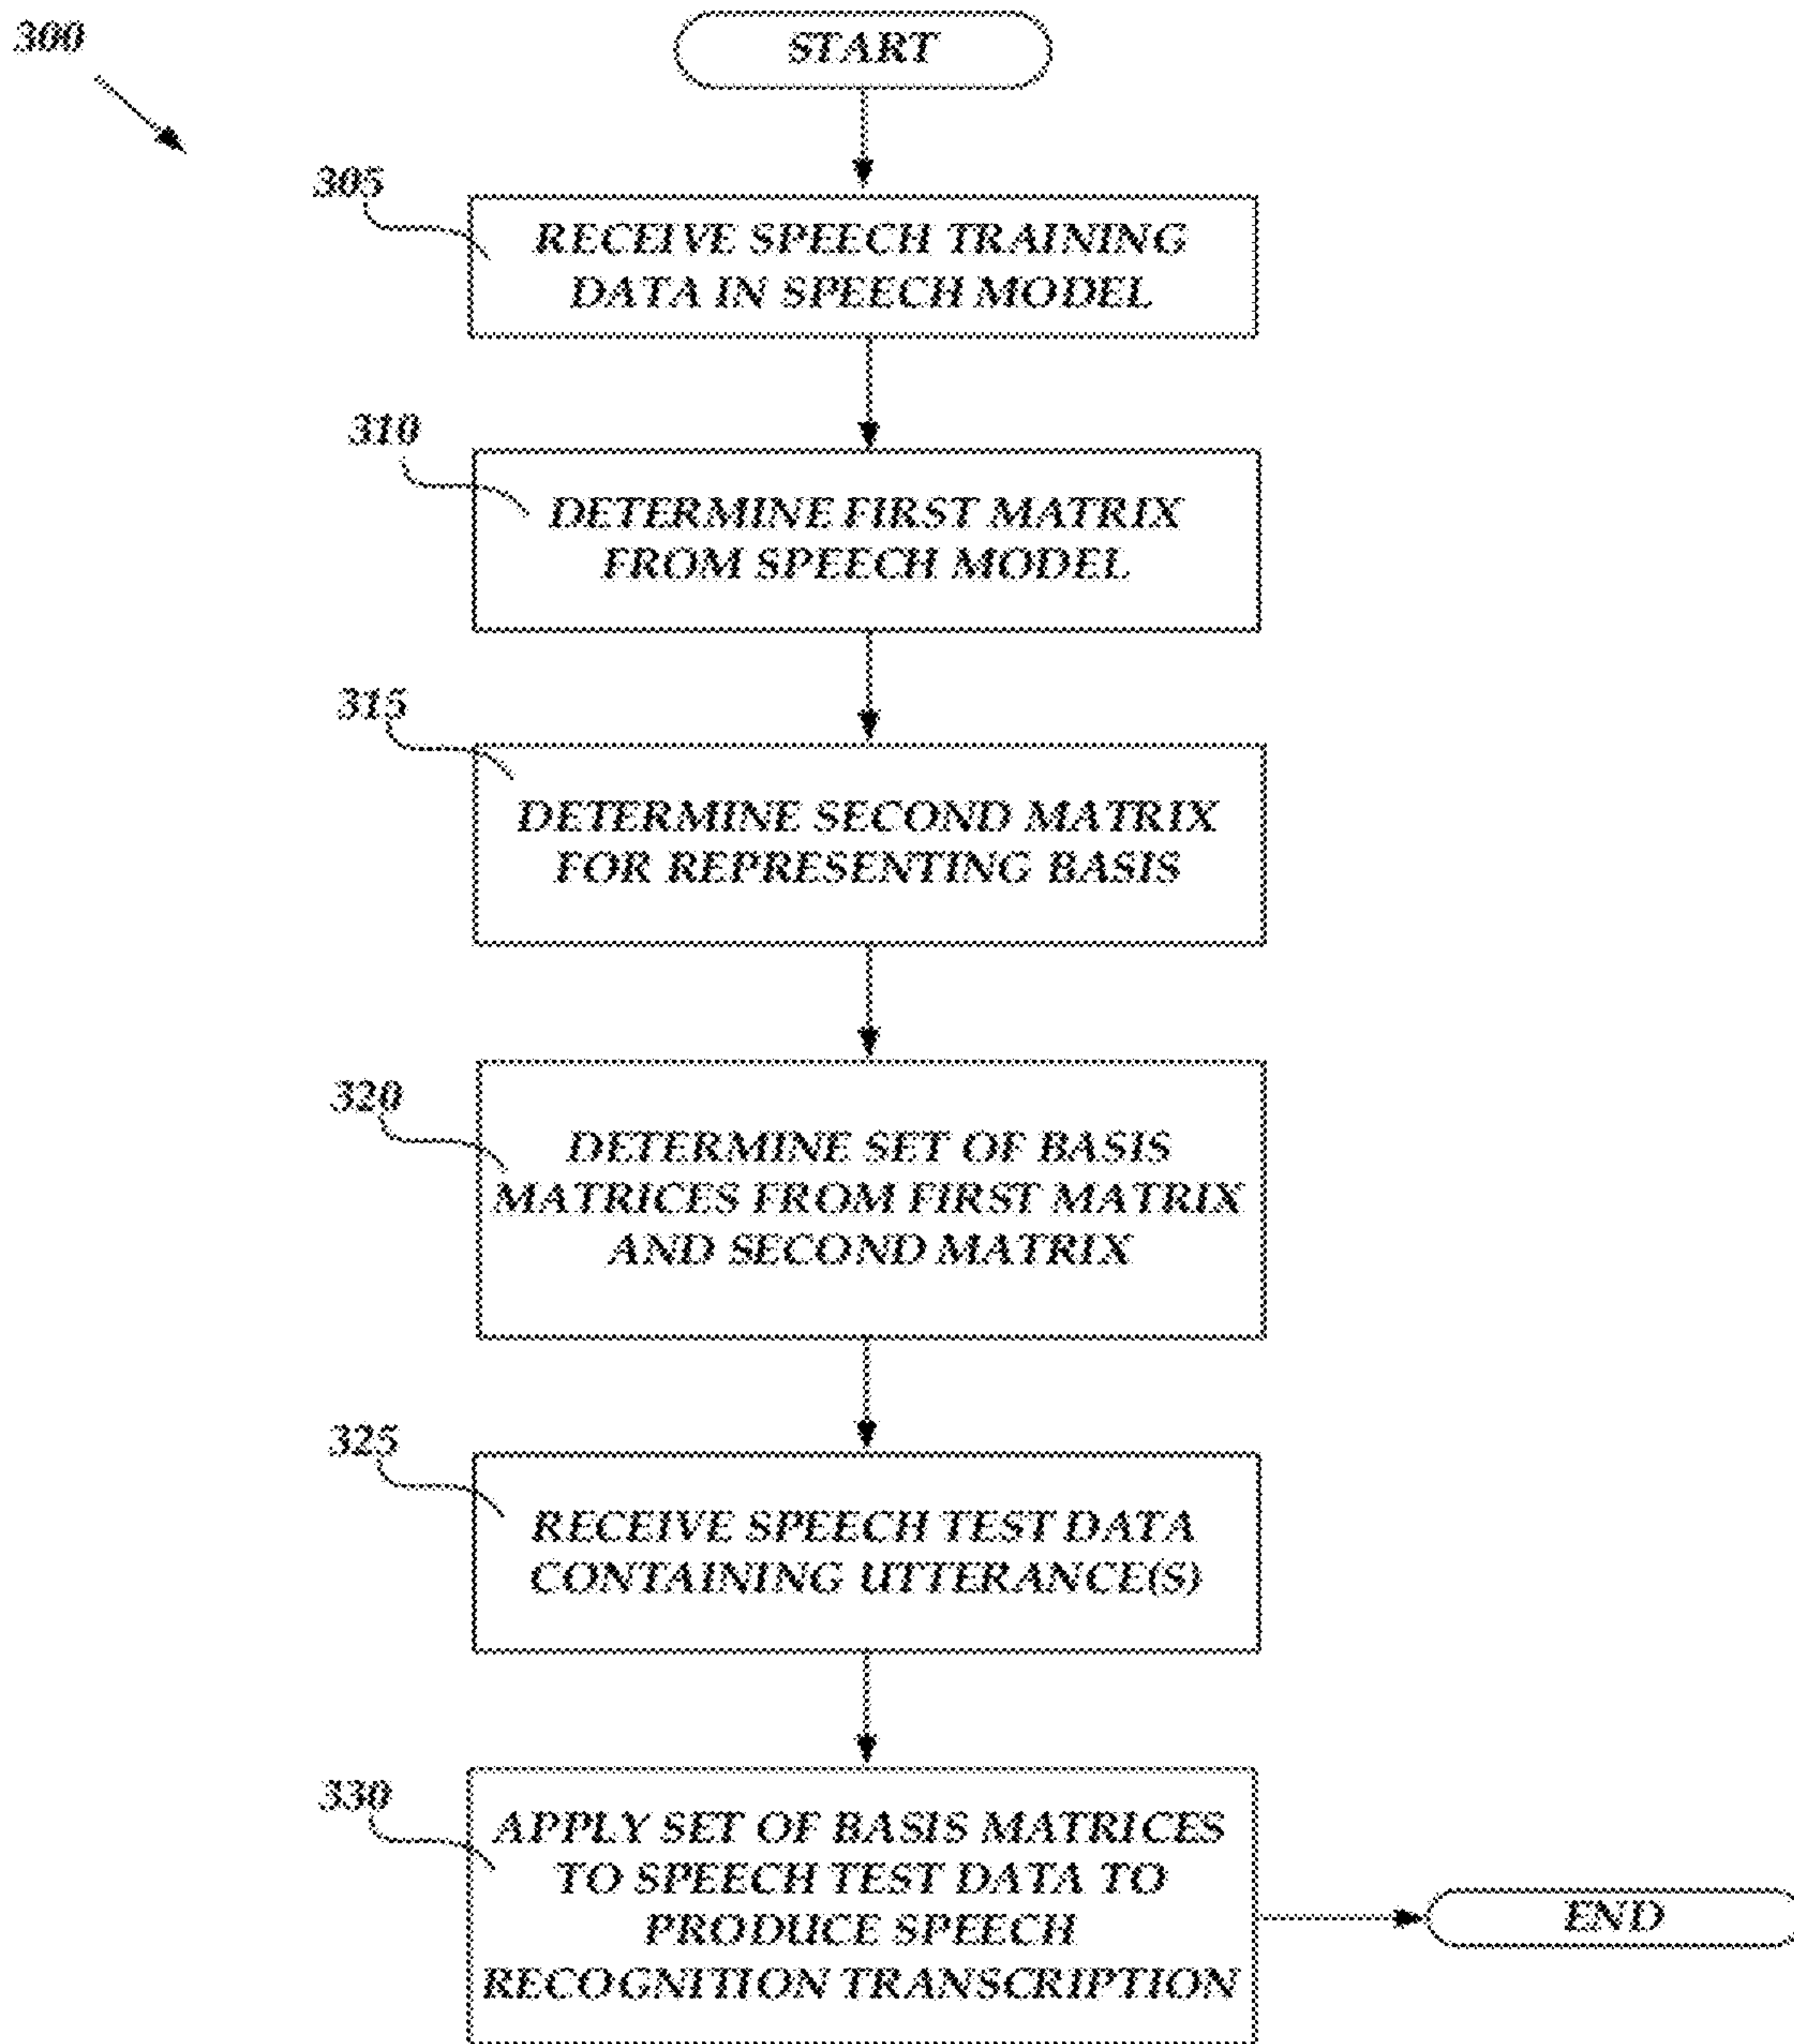 300
START
305
RECEIVE SPEECH TRAINING
DATA IN SPEECH MODEL
310
DETERMINE FIRST MATRIX
FROM SPEECH MODEL
315
DETERMINE SECOND MATRIX
FOR REPRESENTING BASIS
320
DETERMINE SET OF BASIS
MATRICES FROM FIRST MATRIX
AND SECOND MATRIX
325
RECEIVE SPEECH TEST DATA
CONTAINING UTTERANCE(S)
330
APPLY SET OF BASIS MATRICES
TO SPEECH TEST DATA TO
PRODUCE SPEECH
RECOGNITION TRANSCRIPTION
END